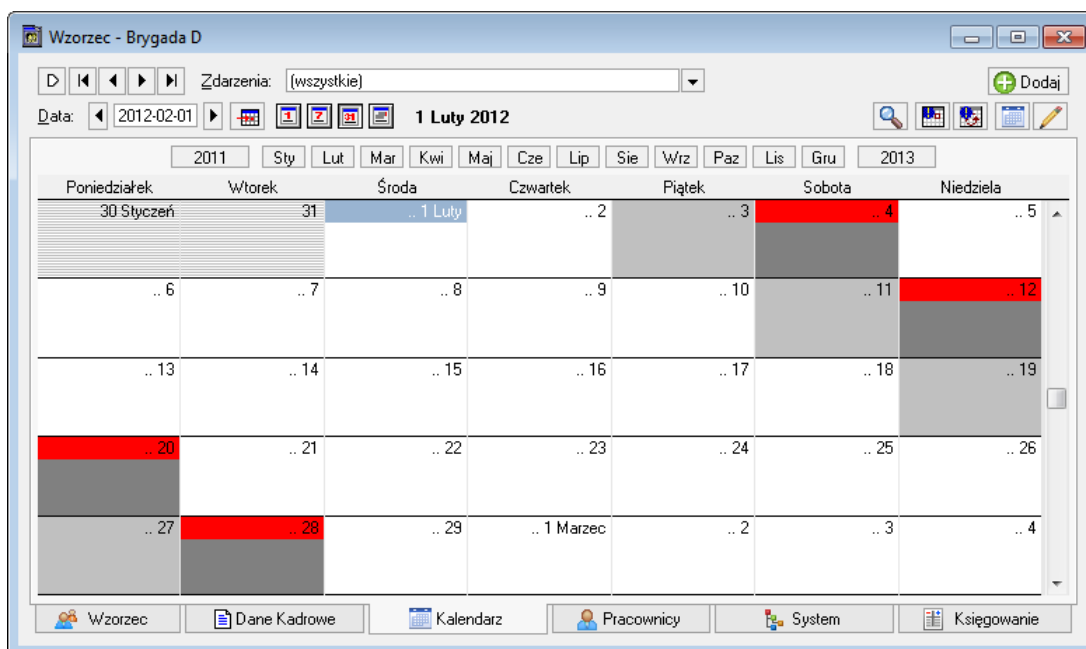 Wzorzec - Brygada D
D Zdarzenia: (wszystkie) Dodaj
Data: 2012-02-01 1 7 31 1 Luty 2012
2011 Sty Lut Mar Kwi Maj Cze Lip Sie Wrz Paz Lis Gru 2013
Poniedziałek Wtorek Środa Czwartek Piątek Sobota Niedziela
30 Styczeń 31 .. 1 Luty .. 2 .. 3 .. 4 .. 5
.. 6 .. 7 .. 8 .. 9 .. 10 .. 11 .. 12
.. 13 .. 14 .. 15 .. 16 .. 17 .. 18 .. 19
.. 20 .. 21 .. 22 .. 23 .. 24 .. 25 .. 26
.. 27 .. 28 .. 29 .. 1 Marzec .. 2 .. 3 .. 4
Wzorzec Dane Kadrowe Kalendarz Pracownicy System Księgowanie